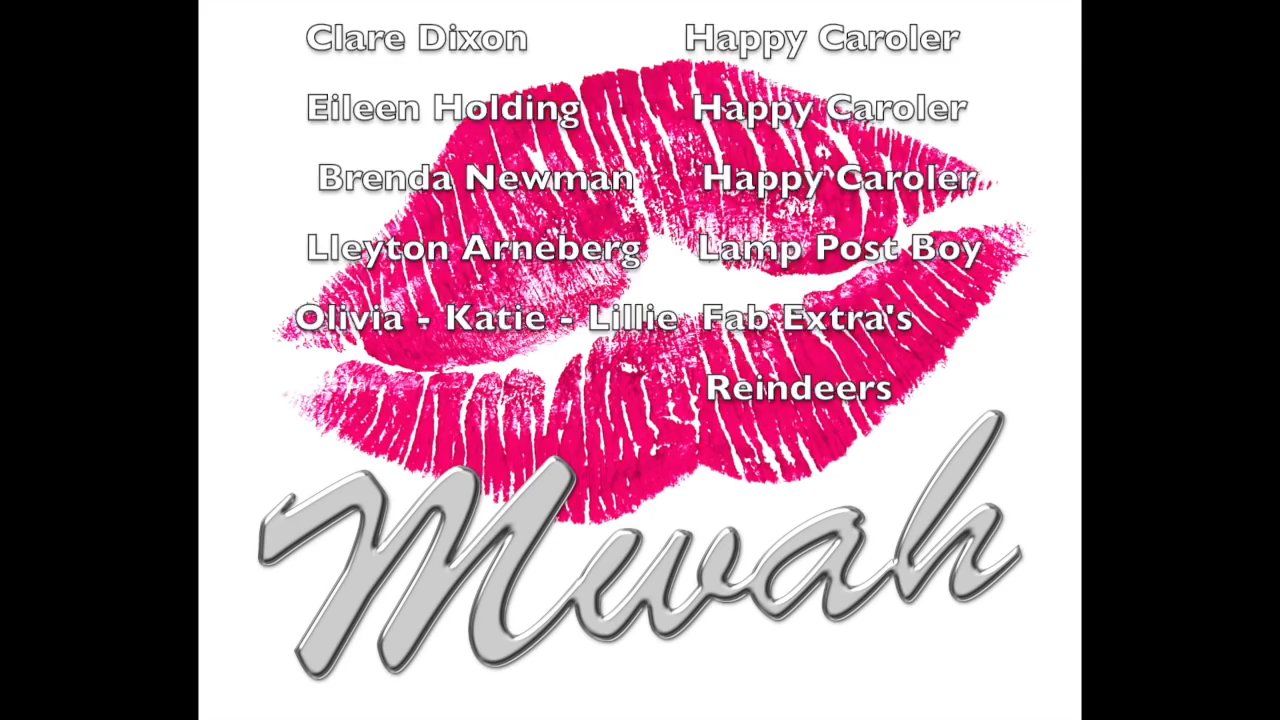 Clare Dixon Happy Caroler
Eileen Holding Happy Caroler
Brenda Newman Happy Caroler
Lleyton Arneberg Lamp Post Boy
Olivia - Katie - Lillie Fab Extra's
Reindeers
Mwah